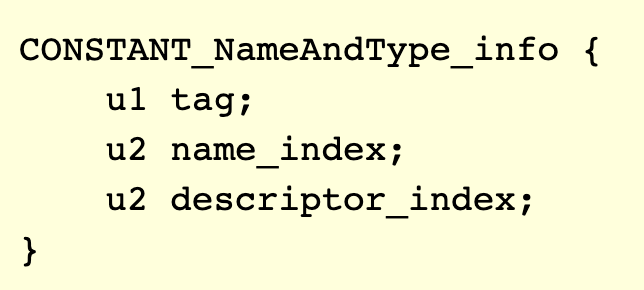 CONSTANT_NameAndType_info {
    u1 tag;
    u2 name_index;
    u2 descriptor_index;
}